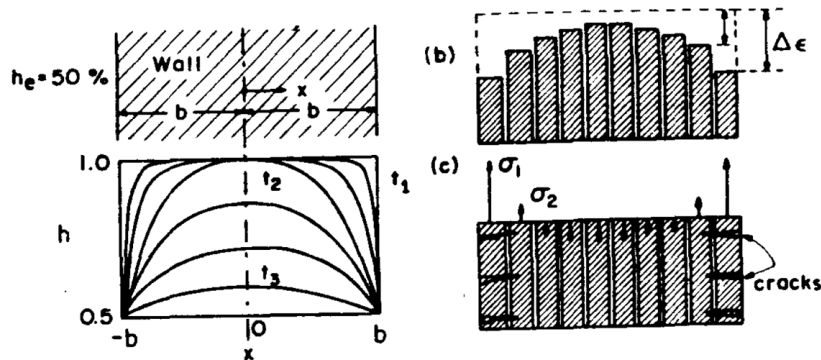 Wall
hₑ=50 %
x
b
b
1.0
h
0.5
t₂
t₁
t₃
-b
0
b
x
(b)
Δϵ
(c)
σ₁
σ₂
cracks